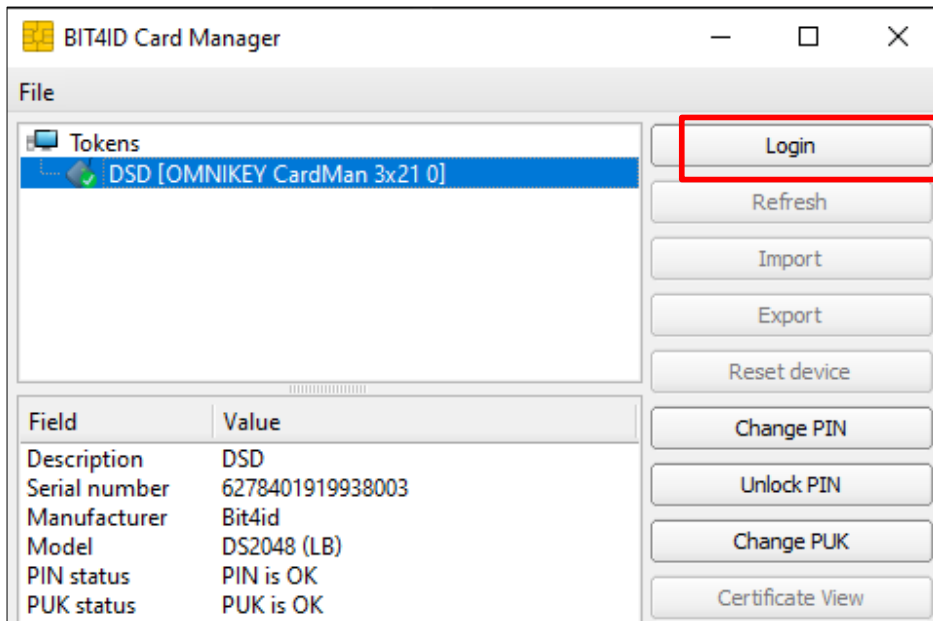 BIT4ID Card Manager
File
Tokens
DSD [OMNIKEY CardMan 3x21 0]
Login
Refresh
Import
Export
Reset device
Change PIN
Unlock PIN
Change PUK
Certificate View
Field Value
Description DSD
Serial number 6278401919938003
Manufacturer Bit4id
Model DS2048 (LB)
PIN status PIN is OK
PUK status PUK is OK